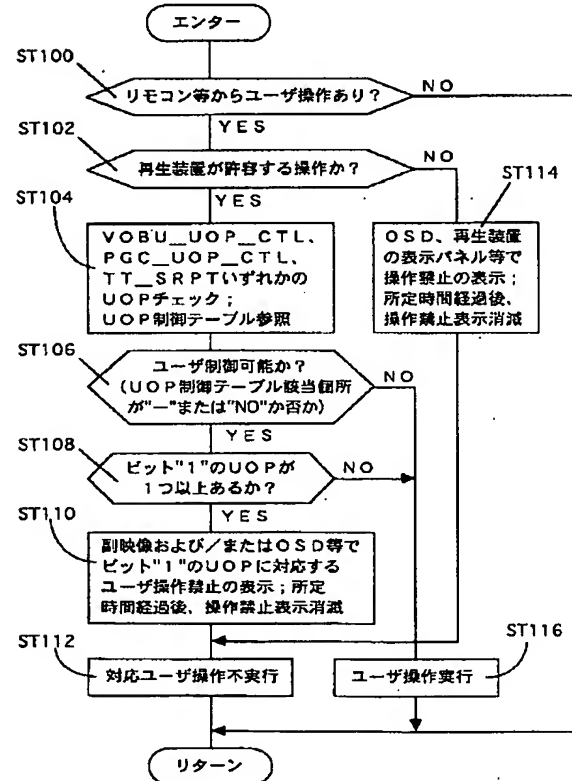 エンター
ST100
リモコン等からユーザ操作あり？
NO
YES
ST102
再生装置が許容する操作か？
NO
YES
ST104
VOBU__UOP__CTL、
PGC__UOP__CTL、
TT__SRPTいずれかの
UOPチェック；
UOP制御テーブル参照
ST114
OSD、再生装置
の表示パネル等で
操作禁止の表示；
所定時間経過後、
操作禁止表示消滅
ST106
ユーザ制御可能か？
（UOP制御テーブル該当個所
が"－"または"NO"か否か）
NO
YES
ST108
ビット"1"のUOPが
1つ以上あるか？
NO
YES
ST110
副映像および／またはOSD等で
ビット"1"のUOPに対応する
ユーザ操作禁止の表示；所定
時間経過後、操作禁止表示消滅
ST112
対応ユーザ操作不実行
ST116
ユーザ操作実行
リターン